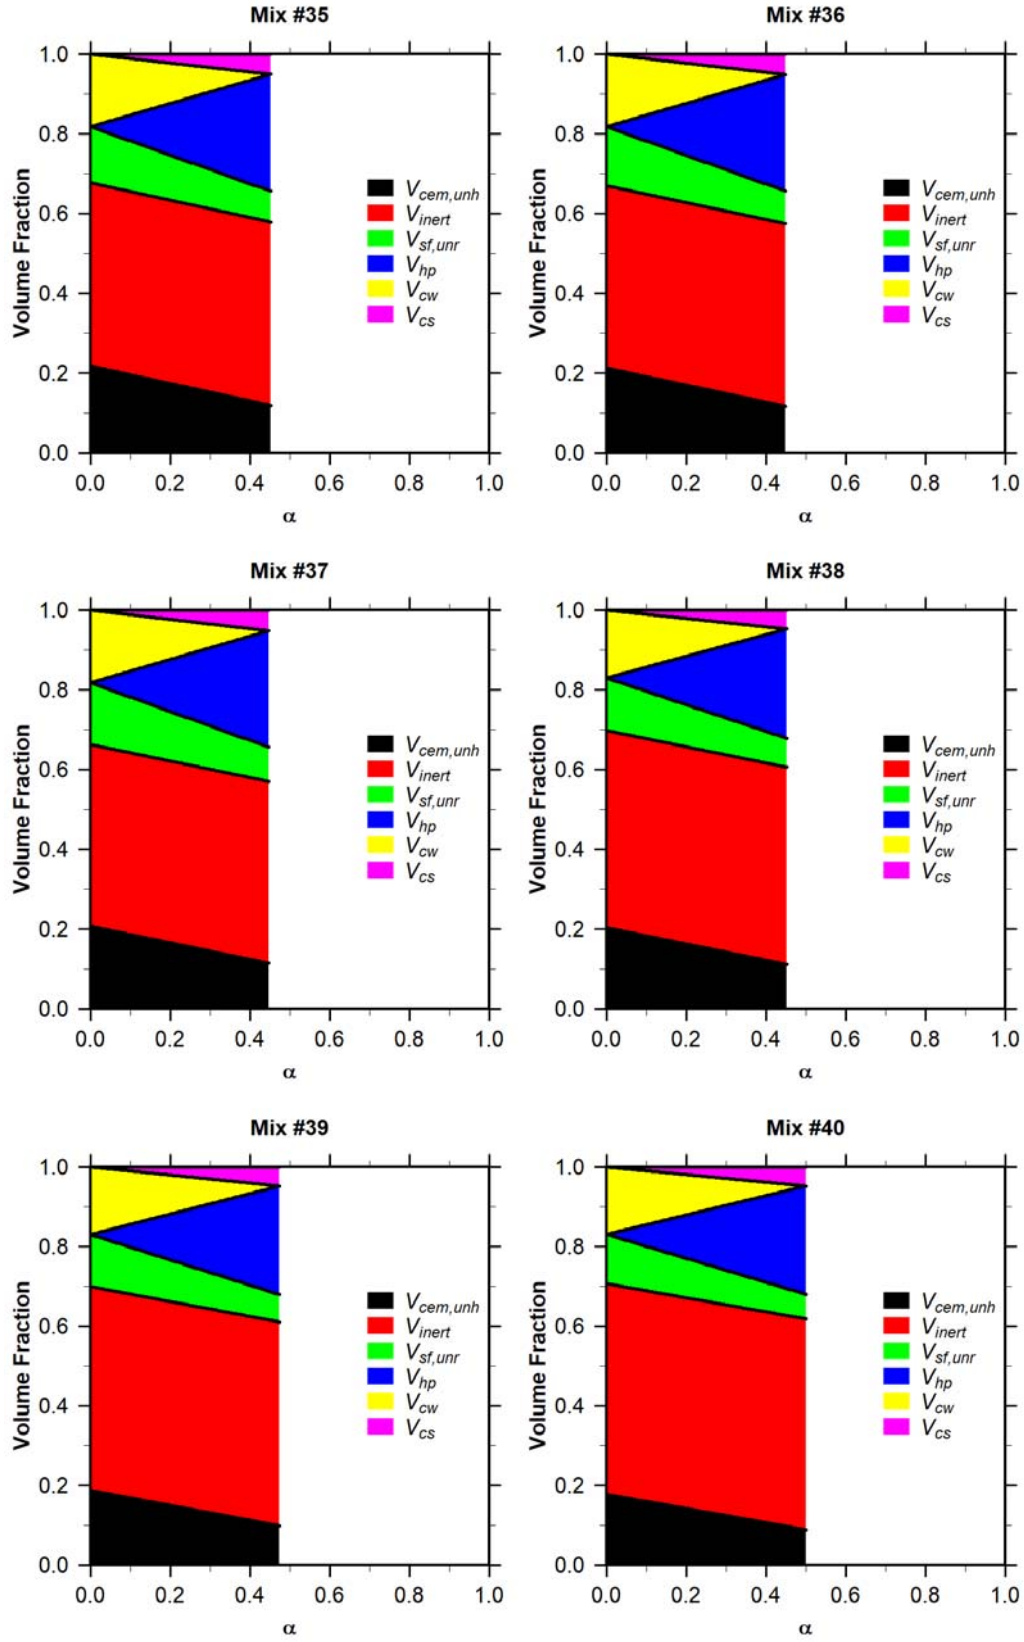 Mix #35
Volume Fraction
1.0
0.8
0.6
0.4
0.2
0.0
V_cem,unh
V_inert
V_sf,unr
V_hp
V_cw
V_cs
0.0 0.2 0.4 0.6 0.8 1.0
α
Mix #36
Volume Fraction
1.0
0.8
0.6
0.4
0.2
0.0
V_cem,unh
V_inert
V_sf,unr
V_hp
V_cw
V_cs
0.0 0.2 0.4 0.6 0.8 1.0
α
Mix #37
Volume Fraction
1.0
0.8
0.6
0.4
0.2
0.0
V_cem,unh
V_inert
V_sf,unr
V_hp
V_cw
V_cs
0.0 0.2 0.4 0.6 0.8 1.0
α
Mix #38
Volume Fraction
1.0
0.8
0.6
0.4
0.2
0.0
V_cem,unh
V_inert
V_sf,unr
V_hp
V_cw
V_cs
0.0 0.2 0.4 0.6 0.8 1.0
α
Mix #39
Volume Fraction
1.0
0.8
0.6
0.4
0.2
0.0
V_cem,unh
V_inert
V_sf,unr
V_hp
V_cw
V_cs
0.0 0.2 0.4 0.6 0.8 1.0
α
Mix #40
Volume Fraction
1.0
0.8
0.6
0.4
0.2
0.0
V_cem,unh
V_inert
V_sf,unr
V_hp
V_cw
V_cs
0.0 0.2 0.4 0.6 0.8 1.0
α